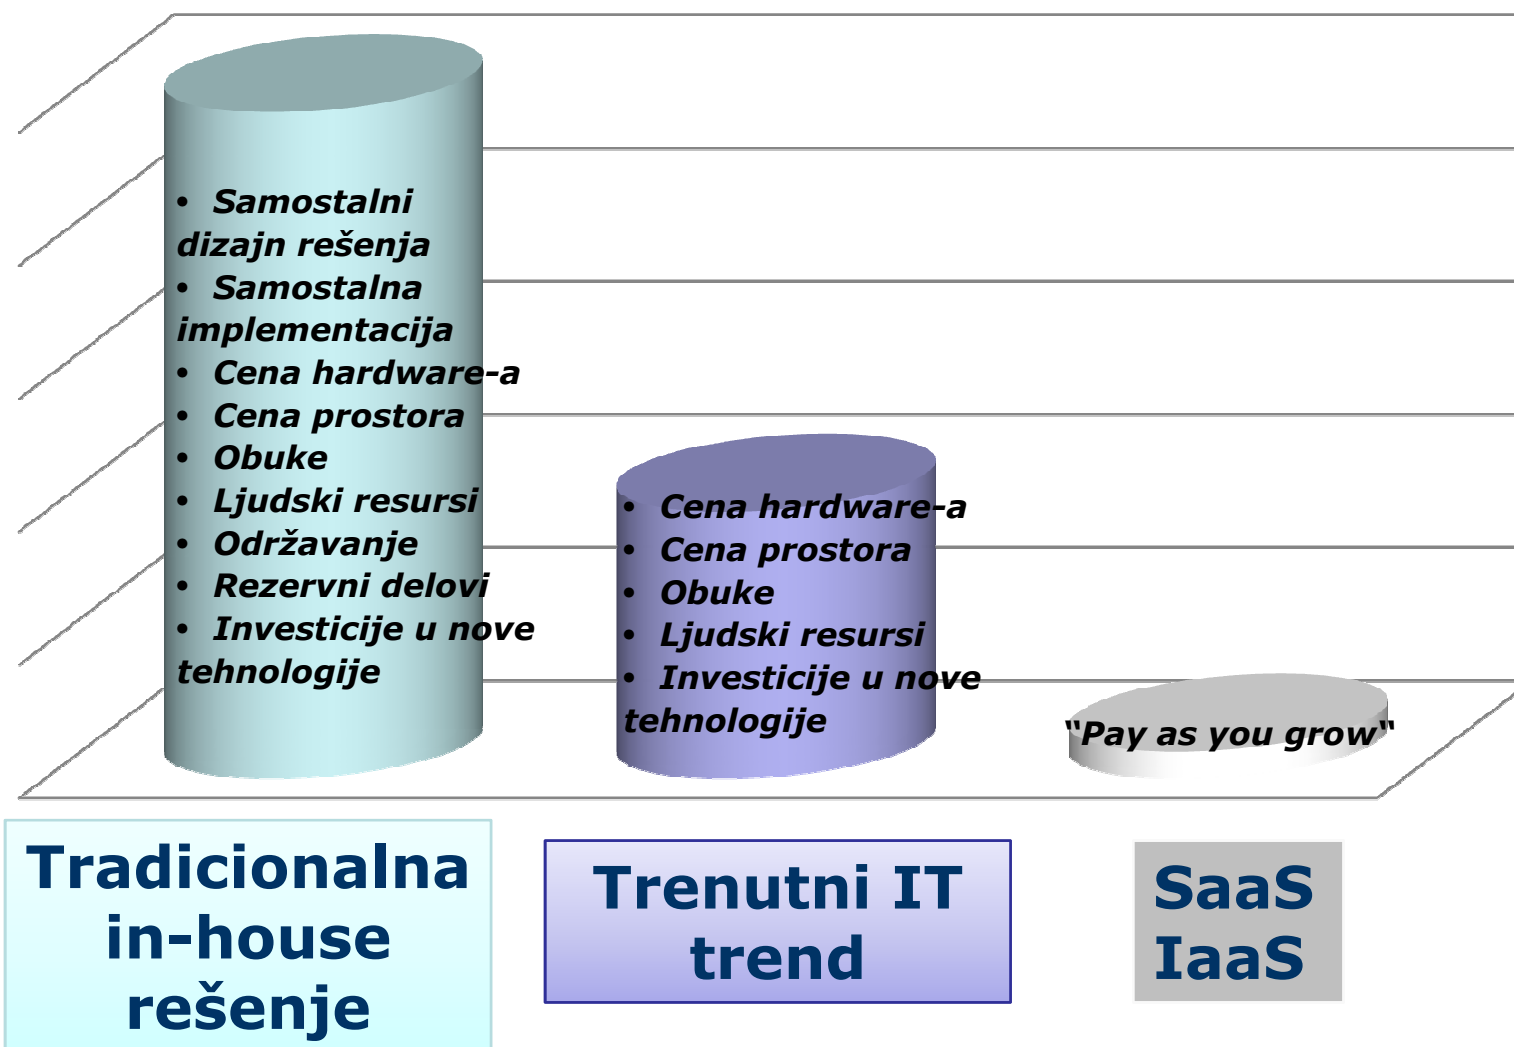 • Samostalni
dizajn rešenja
• Samostalna
implementacija
• Cena hardware-a
• Cena prostora
• Obuke
• Ljudski resursi
• Održavanje
• Rezervni delovi
• Investicije u nove
tehnologije
• Cena hardware-a
• Cena prostora
• Obuke
• Ljudski resursi
• Investicije u nove
tehnologije
“Pay as you grow“
Tradicionalna
in-house
rešenje
Trenutni IT
trend
SaaS
IaaS